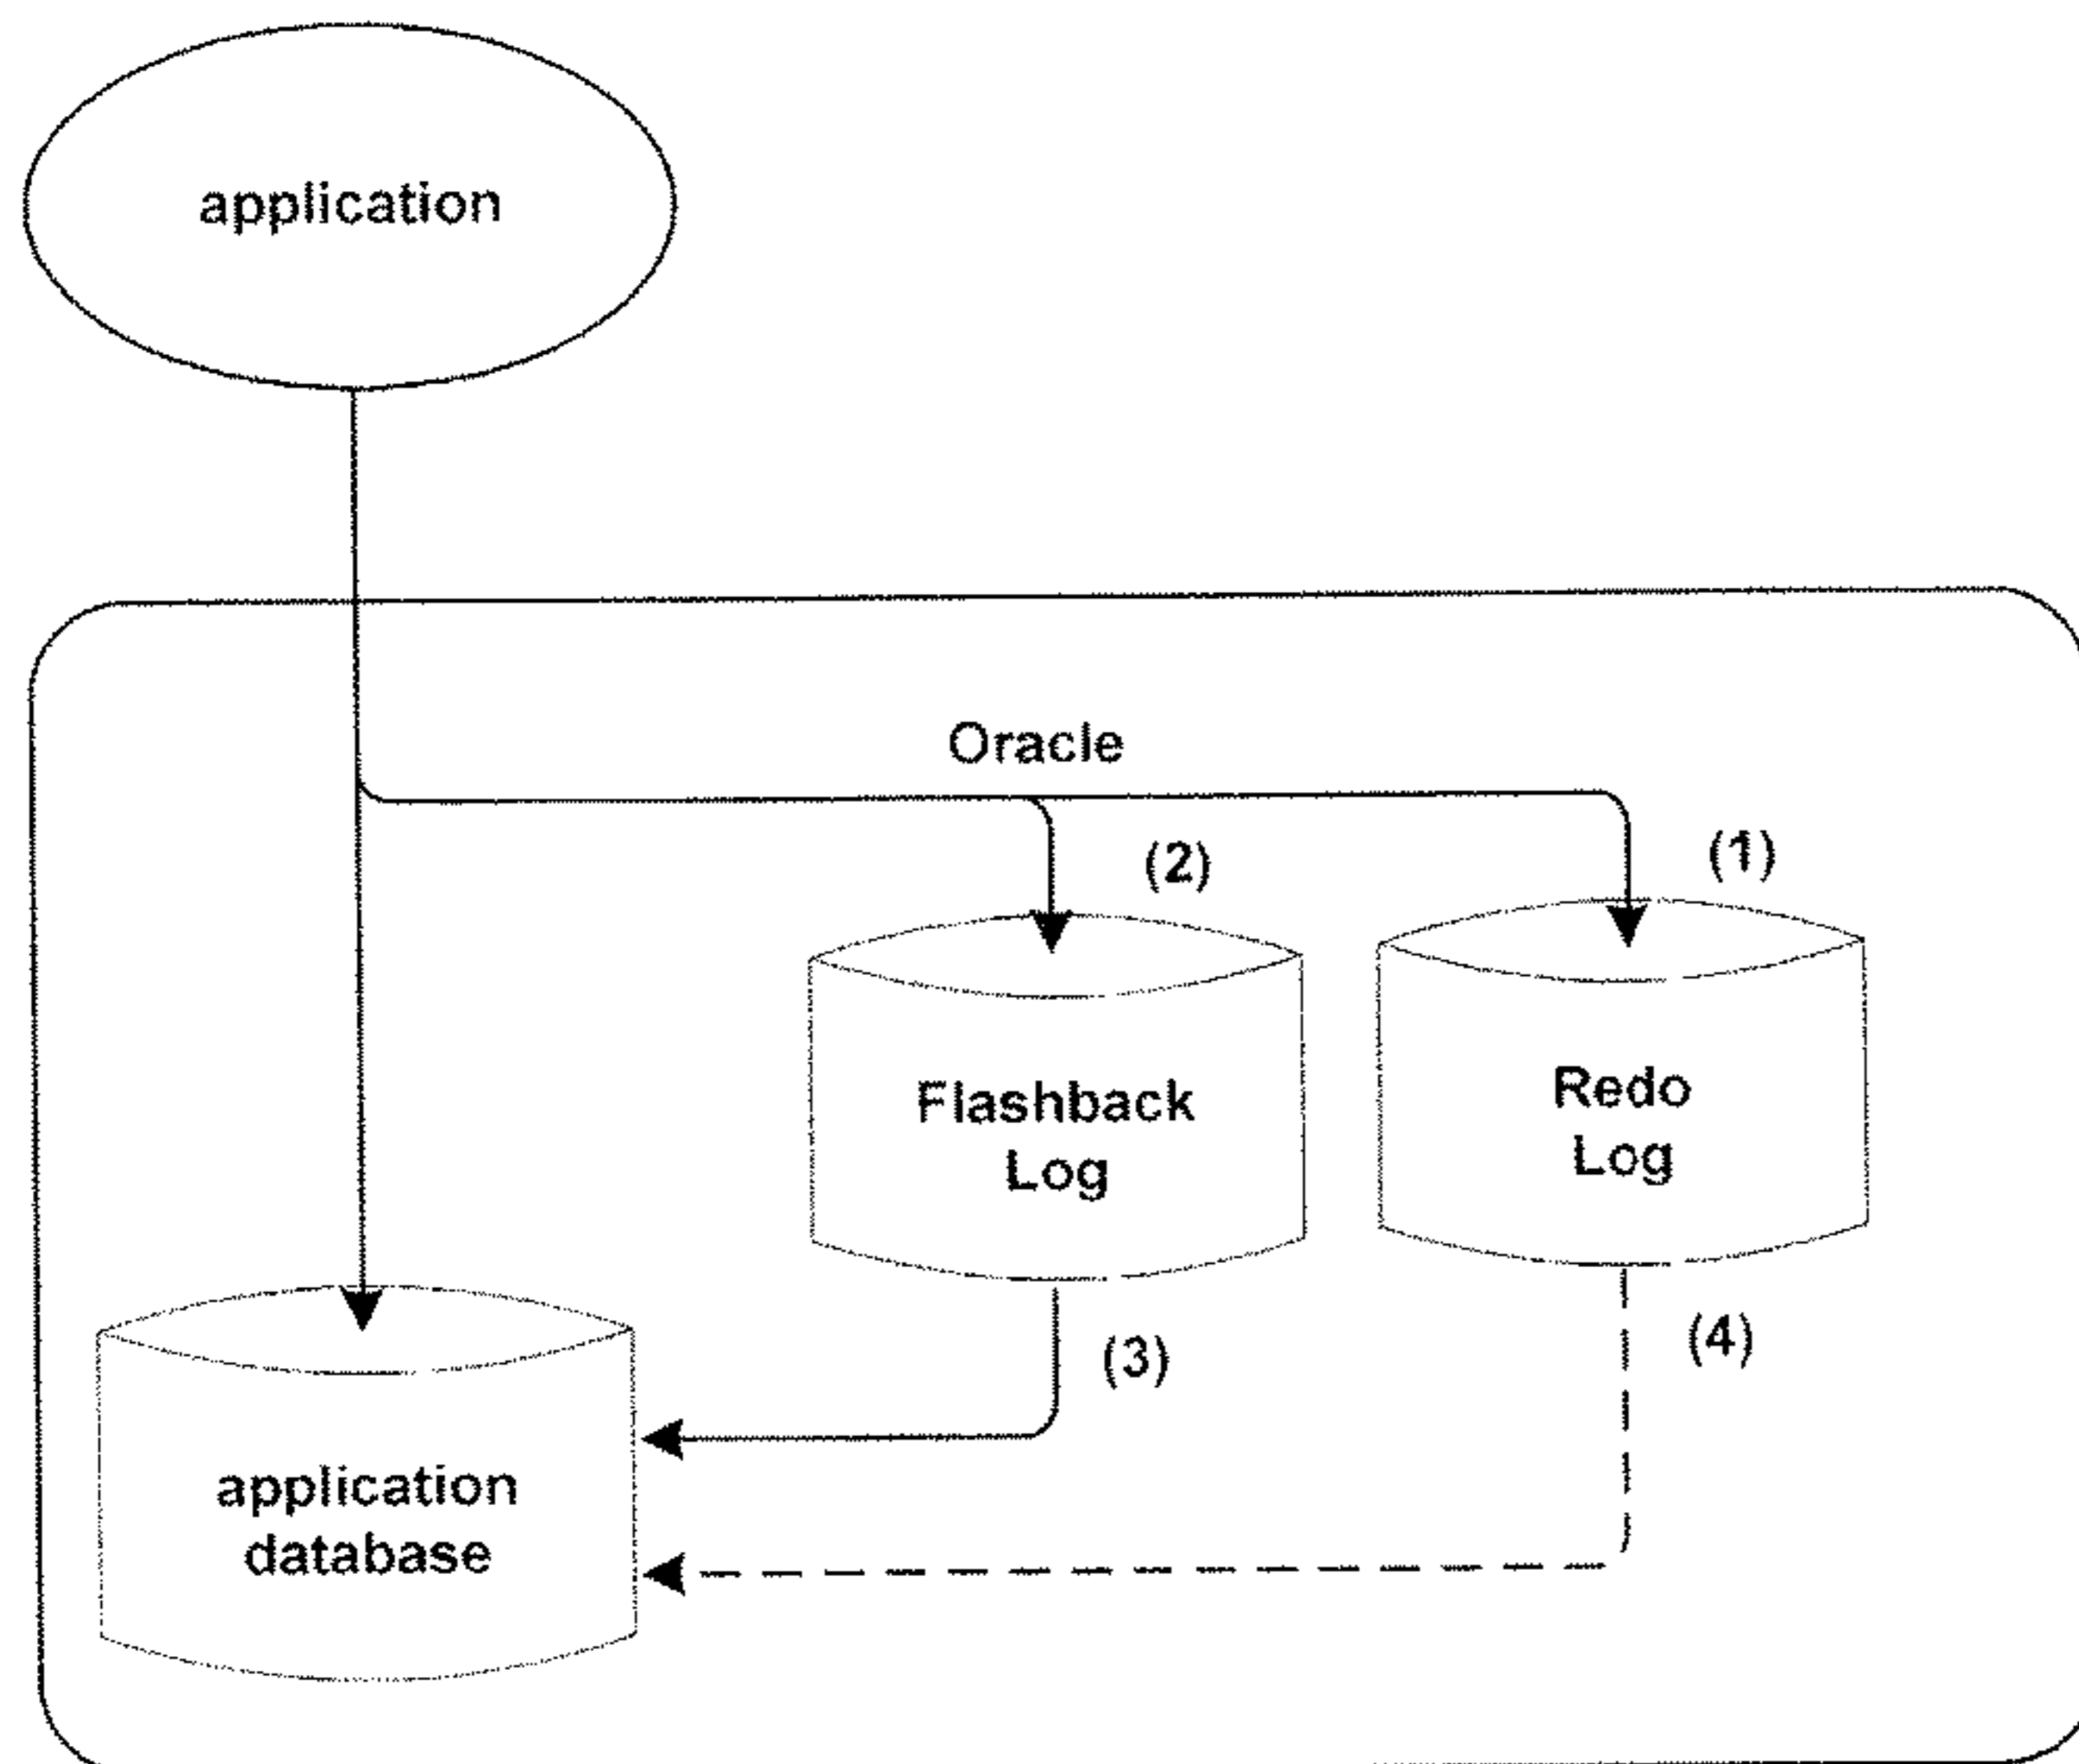 application
Oracle
(1)
(2)
Flashback
Log
Redo
Log
(3)
(4)
application
database